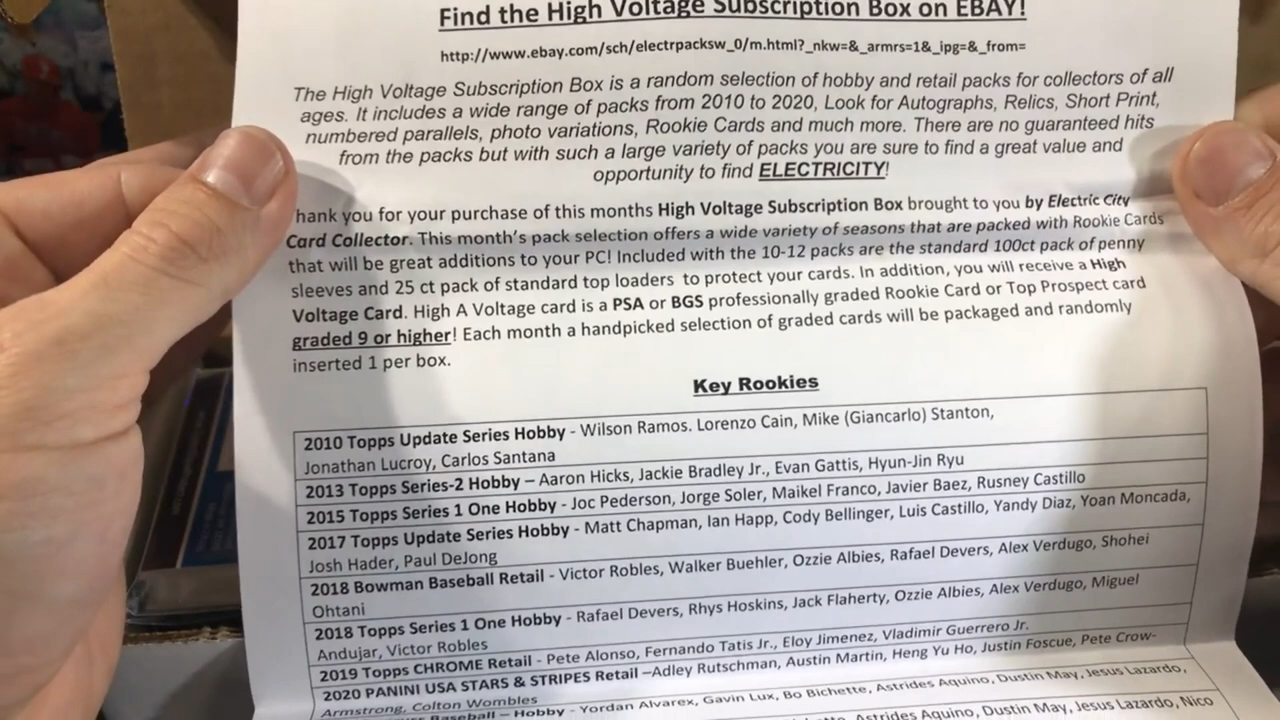 Find the High Voltage Subscription Box on EBAY!
http://www.ebay.com/sch/electrpacksw_0/m.html?_nkw=&_armrs=1&_ipg=&_from=
The High Voltage Subscription Box is a random selection of hobby and retail packs for collectors of all
ages. It includes a wide range of packs from 2010 to 2020, Look for Autographs, Relics, Short Print,
numbered parallels, photo variations, Rookie Cards and much more. There are no guaranteed hits
from the packs but with such a large variety of packs you are sure to find a great value and
opportunity to find ELECTRICITY!
hank you for your purchase of this months High Voltage Subscription Box brought to you by Electric City
Card Collector. This month's pack selection offers a wide variety of seasons that are packed with Rookie Cards
that will be great additions to your PC! Included with the 10-12 packs are the standard 100ct pack of penny
sleeves and 25 ct pack of standard top loaders to protect your cards. In addition, you will receive a High
Voltage Card. High A Voltage card is a PSA or BGS professionally graded Rookie Card or Top Prospect card
graded 9 or higher! Each month a handpicked selection of graded cards will be packaged and randomly
inserted 1 per box.
Key Rookies
2010 Topps Update Series Hobby - Wilson Ramos. Lorenzo Cain, Mike (Giancarlo) Stanton,
Jonathan Lucroy, Carlos Santana
2013 Topps Series-2 Hobby – Aaron Hicks, Jackie Bradley Jr., Evan Gattis, Hyun-Jin Ryu
2015 Topps Series 1 One Hobby - Joc Pederson, Jorge Soler, Maikel Franco, Javier Baez, Rusney Castillo
2017 Topps Update Series Hobby - Matt Chapman, Ian Happ, Cody Bellinger, Luis Castillo, Yandy Diaz, Yoan Moncada,
Josh Hader, Paul DeJong
2018 Bowman Baseball Retail - Victor Robles, Walker Buehler, Ozzie Albies, Rafael Devers, Alex Verdugo, Shohei
Ohtani
2018 Topps Series 1 One Hobby - Rafael Devers, Rhys Hoskins, Jack Flaherty, Ozzie Albies, Alex Verdugo, Miguel
Andujar, Victor Robles
2019 Topps CHROME Retail - Pete Alonso, Fernando Tatis Jr., Eloy Jimenez, Vladimir Guerrero Jr.
2020 PANINI USA STARS & STRIPES Retail –Adley Rutschman, Austin Martin, Heng Yu Ho, Justin Foscue, Pete Crow-
Armstrong, Colton Wombles
Baseball – Hobby - Yordan Alvarex, Gavin Lux, Bo Bichette, Astrides Aquino, Dustin May, Jesus Lazardo,
Astrides Aquino, Dustin May, Jesus Lazardo, Nico